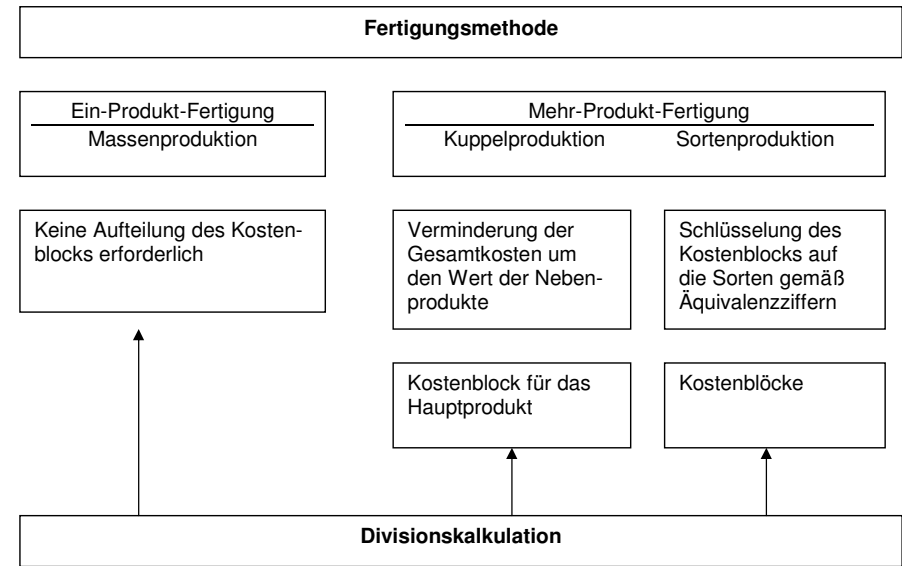 Fertigungsmethode
Ein-Produkt-Fertigung
Massenproduktion
Mehr-Produkt-Fertigung
Kuppelproduktion Sortenproduktion
Keine Aufteilung des Kosten-
blocks erforderlich
Verminderung der
Gesamtkosten um
den Wert der Neben-
produkte
Schlüsselung des
Kostenblocks auf
die Sorten gemäß
Äquivalenzziffern
Kostenblock für das
Hauptprodukt
Kostenblöcke
Divisionskalkulation